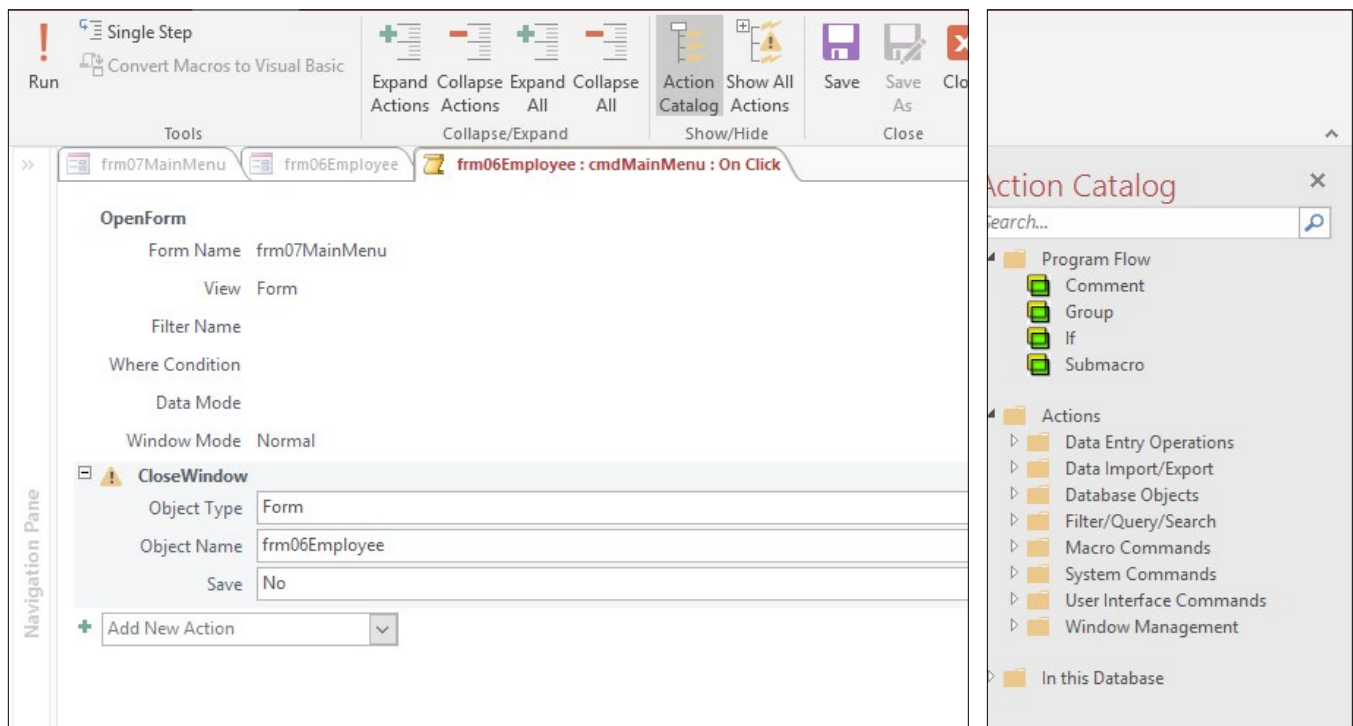 Run
Single Step
Convert Macros to Visual Basic
Tools
Expand Actions
Collapse Actions
Expand All
Collapse All
Collapse/Expand
Action Catalog
Show All Actions
Show/Hide
Save
Save As
Clo
Close
frm07MainMenu
frm06Employee
frm06Employee : cmdMainMenu : On Click
Navigation Pane
OpenForm
Form Name frm07MainMenu
View Form
Filter Name
Where Condition
Data Mode
Window Mode Normal
CloseWindow
Object Type Form
Object Name frm06Employee
Save No
Add New Action
Action Catalog
Search...
Program Flow
Comment
Group
If
Submacro
Actions
Data Entry Operations
Data Import/Export
Database Objects
Filter/Query/Search
Macro Commands
System Commands
User Interface Commands
Window Management
In this Database